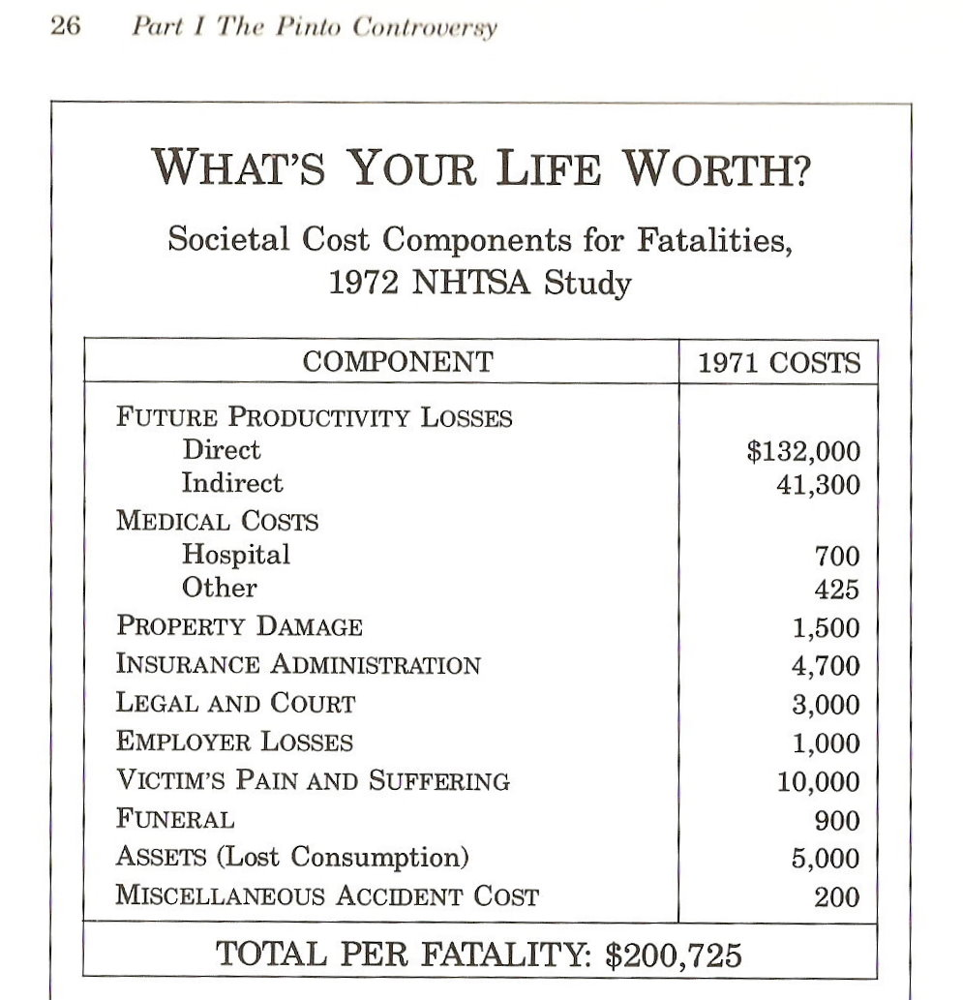 26 Part I The Pinto Controversy
WHAT'S YOUR LIFE WORTH?
Societal Cost Components for Fatalities,
1972 NHTSA Study
COMPONENT 1971 COSTS
FUTURE PRODUCTIVITY LOSSES
Direct $132,000
Indirect 41,300
MEDICAL COSTS
Hospital 700
Other 425
PROPERTY DAMAGE 1,500
INSURANCE ADMINISTRATION 4,700
LEGAL AND COURT 3,000
EMPLOYER LOSSES 1,000
VICTIM'S PAIN AND SUFFERING 10,000
FUNERAL 900
ASSETS (Lost Consumption) 5,000
MISCELLANEOUS ACCIDENT COST 200
TOTAL PER FATALITY: $200,725